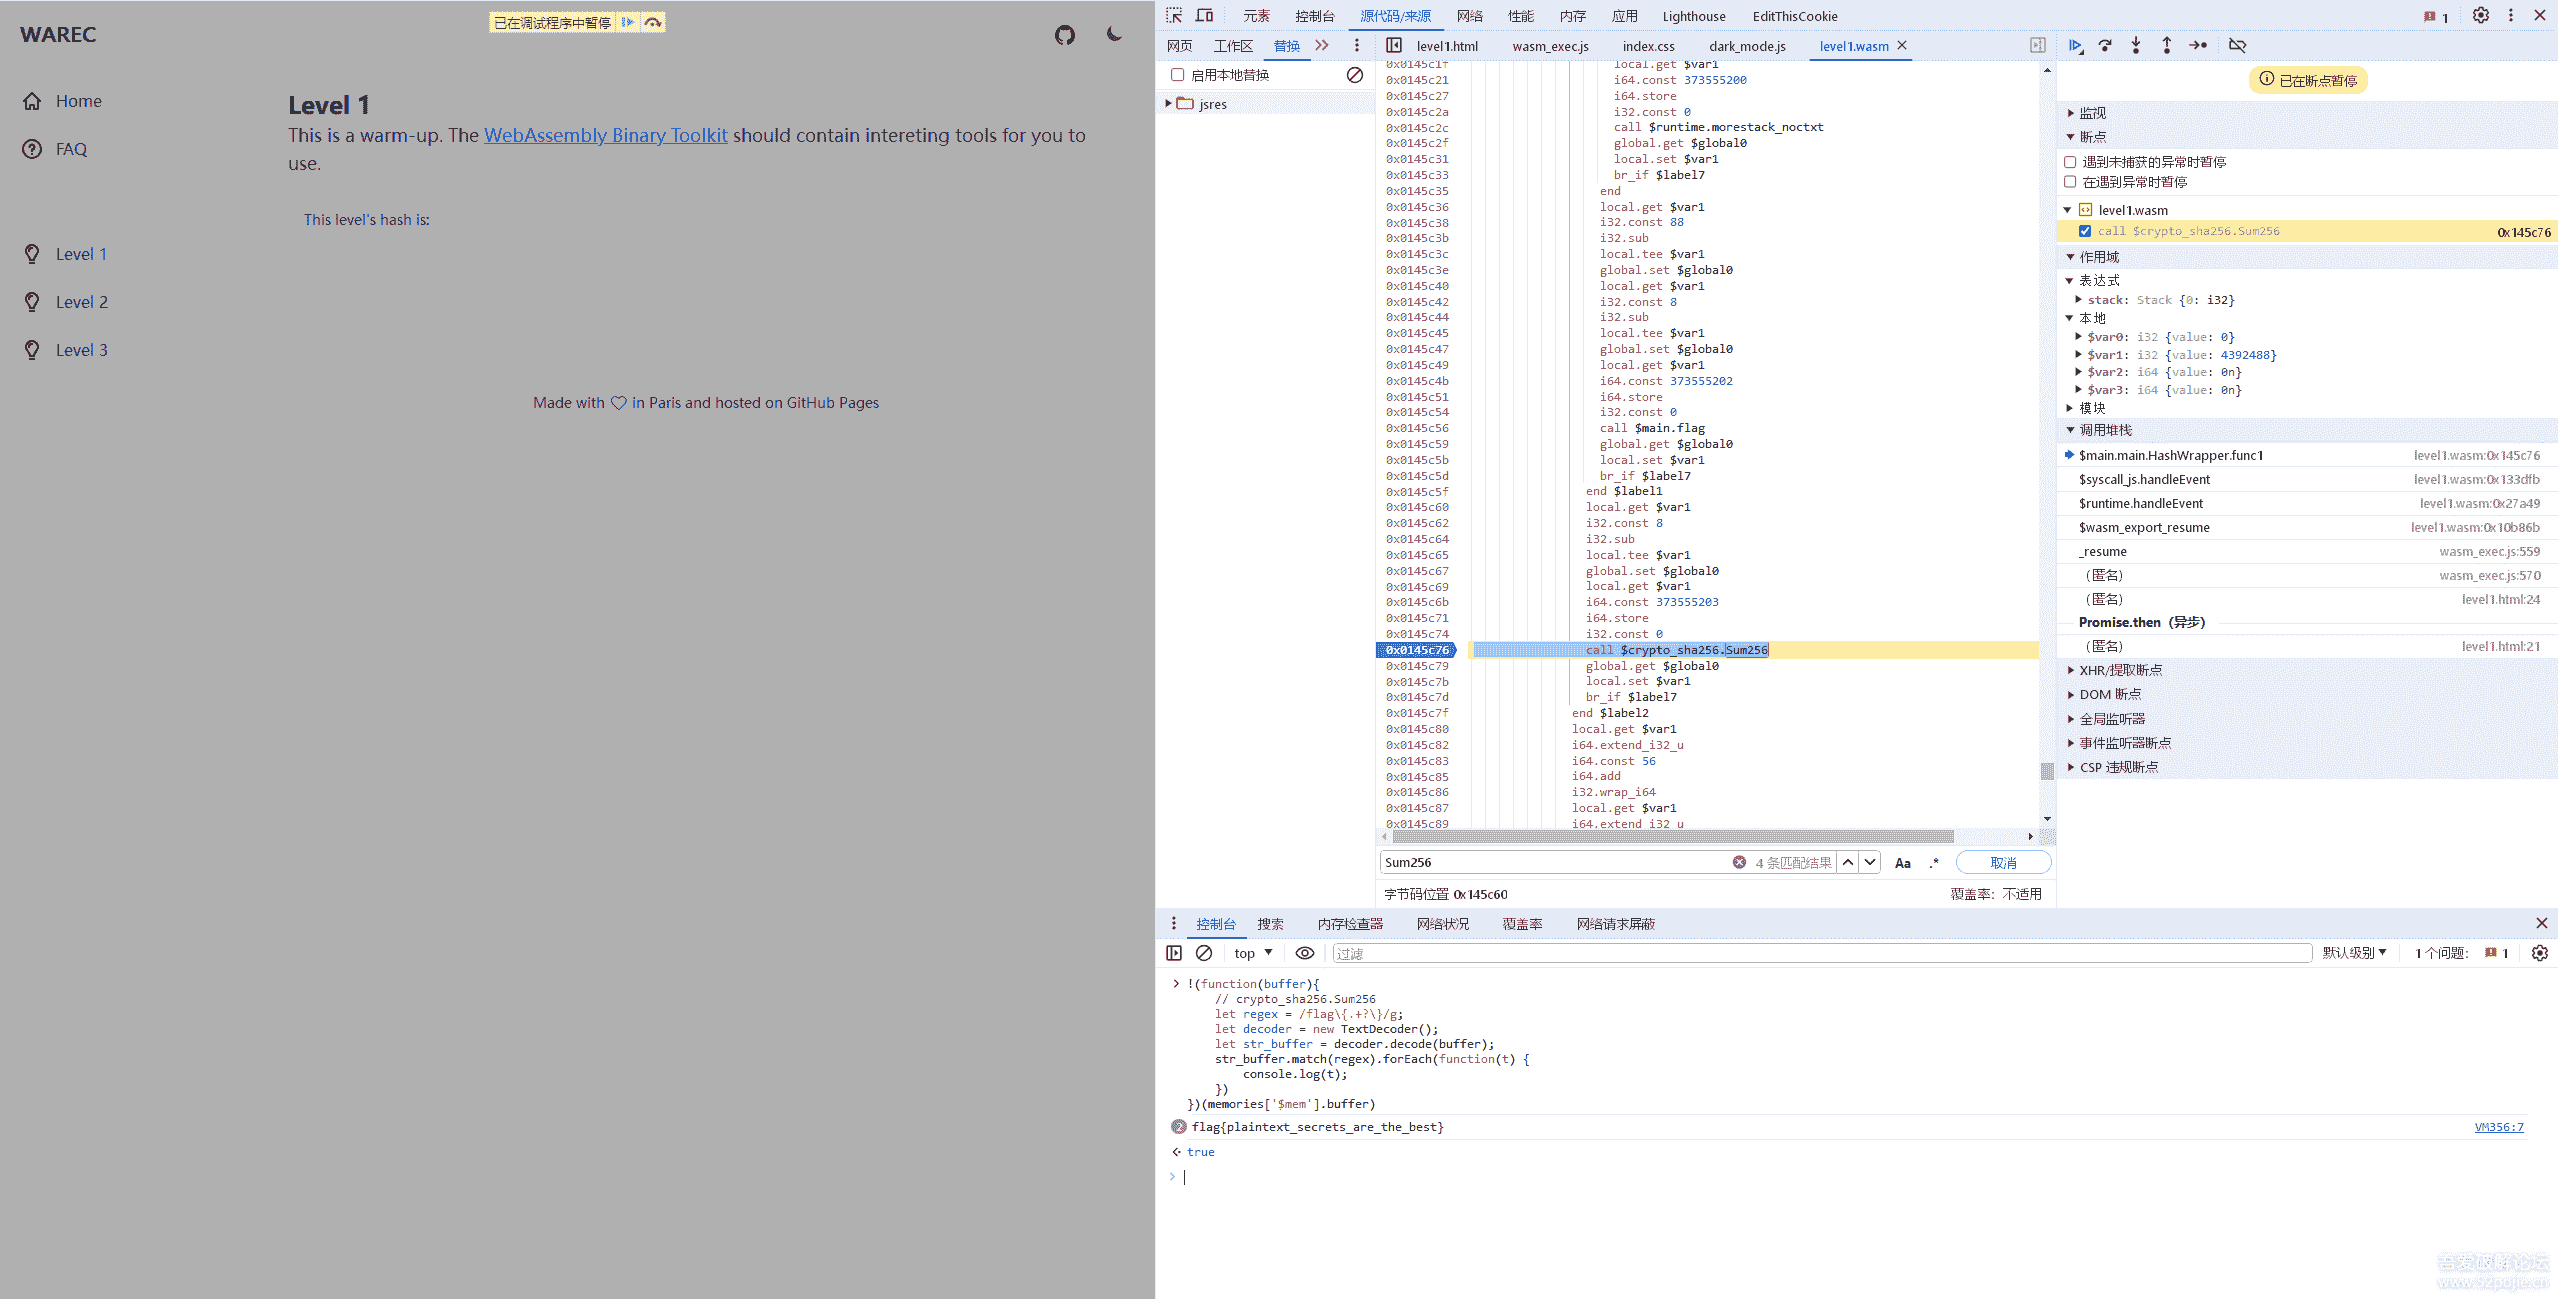 WAREC
已在调试程序中暂停
Home
FAQ
Level 1
This is a warm-up. The WebAssembly Binary Toolkit should contain intereting tools for you to
use.
This level's hash is:
Level 1
Level 2
Level 3
Made with ♡ in Paris and hosted on GitHub Pages
元素 控制台 源代码/来源 网络 性能 内存 应用 Lighthouse EditThisCookie 1
网页 工作区 替换
启用本地替换
jsres
level1.html wasm_exec.js index.css dark_mode.js level1.wasm
0x0145c1f local.get $var1
0x0145c21 i64.const 373555200
0x0145c27 i64.store
0x0145c2a i32.const 0
0x0145c2c call $runtime.morestack_noctxt
0x0145c2f global.get $global0
0x0145c31 local.set $var1
0x0145c33 br_if $label7
0x0145c35 end
0x0145c36 local.get $var1
0x0145c38 i32.const 88
0x0145c3b i32.sub
0x0145c3c local.tee $var1
0x0145c3e global.set $global0
0x0145c40 local.get $var1
0x0145c42 i32.const 8
0x0145c44 i32.sub
0x0145c45 local.tee $var1
0x0145c47 global.set $global0
0x0145c49 local.get $var1
0x0145c4b i64.const 373555202
0x0145c51 i64.store
0x0145c54 i32.const 0
0x0145c56 call $main.flag
0x0145c59 global.get $global0
0x0145c5b local.set $var1
0x0145c5d br_if $label7
0x0145c5f end $label1
0x0145c60 local.get $var1
0x0145c62 i32.const 8
0x0145c64 i32.sub
0x0145c65 local.tee $var1
0x0145c67 global.set $global0
0x0145c69 local.get $var1
0x0145c6b i64.const 373555203
0x0145c71 i64.store
0x0145c74 i32.const 0
0x0145c76 call $crypto_sha256.Sum256
0x0145c79 global.get $global0
0x0145c7b local.set $var1
0x0145c7d br_if $label7
0x0145c7f end $label2
0x0145c80 local.get $var1
0x0145c82 i64.extend_i32_u
0x0145c83 i64.const 56
0x0145c85 i64.add
0x0145c86 i32.wrap_i64
0x0145c87 local.get $var1
0x0145c89 i64.extend_i32_u
Sum256 4 条匹配结果 Aa .* 取消
字节码位置 0x145c60 覆盖率：不适用
已在断点暂停
监视
断点
遇到未捕获的异常时暂停
在遇到异常时暂停
level1.wasm
call $crypto_sha256.Sum256 0x145c76
作用域
表达式
stack: Stack {0: i32}
本地
$var0: i32 {value: 0}
$var1: i32 {value: 4392488}
$var2: i64 {value: 0n}
$var3: i64 {value: 0n}
模块
调用堆栈
$main.main.HashWrapper.func1 level1.wasm:0x145c76
$syscall_js.handleEvent level1.wasm:0x133dfb
$runtime.handleEvent level1.wasm:0x27a49
$wasm_export_resume level1.wasm:0x10b86b
_resume wasm_exec.js:559
（匿名） wasm_exec.js:570
（匿名） level1.html:24
Promise.then（异步）
（匿名） level1.html:21
XHR/提取断点
DOM 断点
全局监听器
事件监听器断点
CSP 违规断点
控制台 搜索 内存检查器 网络状况 覆盖率 网络请求屏蔽
top ▼ 过滤 默认级别 ▼ 1 个问题: 1
> !(function(buffer){
// crypto_sha256.Sum256
let regex = /flag\{.+?\}/g;
let decoder = new TextDecoder();
let str_buffer = decoder.decode(buffer);
str_buffer.match(regex).forEach(function(t) {
console.log(t);
})
})(memories['$mem'].buffer)
2 flag{plaintext_secrets_are_the_best} VM356:7
true
>
吾爱破解论坛
www.52pojie.cn